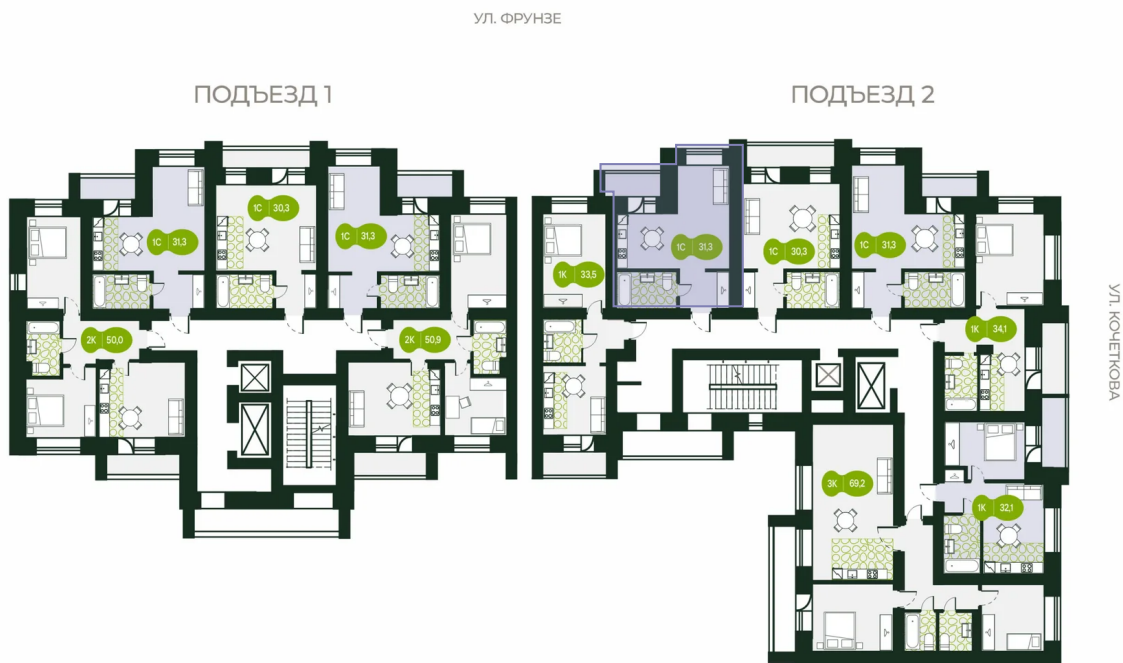 УЛ. ФРУНЗЕ
ПОДЪЕЗД 1
ПОДЪЕЗД 2
1С 31,3
1С 30,3
1С 31,3
2К 50,0
2К 50,9
1К 33,5
1С 31,3
1С 30,3
1С 31,3
1К 34,1
3К 69,2
1К 32,1
УЛ. КОЧЕТКОВА